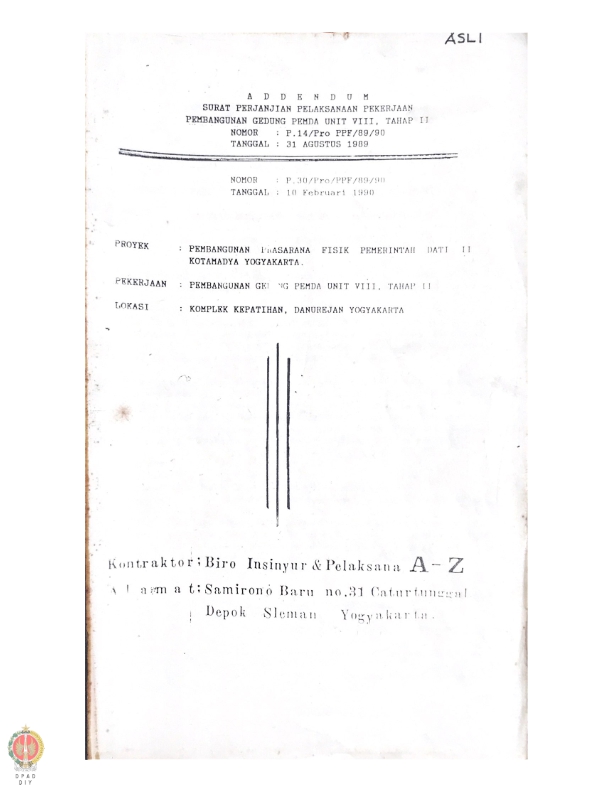 ASLI
A D D E N D U M
SURAT PERJANJIAN PELAKSANAAN PEKERJAAN
PEMBANGUNAN GEDUNG PEMDA UNIT VIII, TAHAP II
NOMOR : P.14/Pro PPF/89/90
TANGGAL : 31 AGUSTUS 1989
NOMOR : P.30/Pro/PPF/89/90
TANGGAL : 10 Februari 1990
PROYEK : PEMBANGUNAN PRASARANA FISIK PEMERINTAH DATI II
KOTAMADYA YOGYAKARTA.
PEKERJAAN : PEMBANGUNAN GEDUNG PEMDA UNIT VIII, TAHAP II
LOKASI : KOMPLEK KEPATIHAN, DANUREJAN YOGYAKARTA
Kontraktor; Biro Insinyur & Pelaksana A-Z
A l a m a t; Samirono Baru no.31 Caturtunggal
; Depok Sleman Yogyakarta.
DPAD
DIY